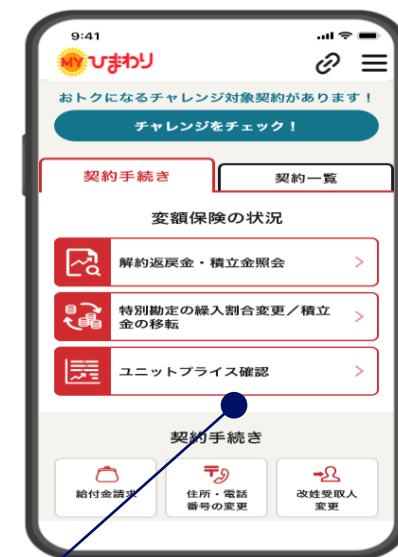 9:41
MY ひまわり
おトクになるチャレンジ対象契約があります！
チャレンジをチェック！
契約手続き
契約一覧
変額保険の状況
解約返戻金・積立金照会
特別勘定の繰入割合変更／積立
金の移転
ユニットプライス確認
契約手続き
給付金請求
住所・電話
番号の変更
改姓受取人
変更